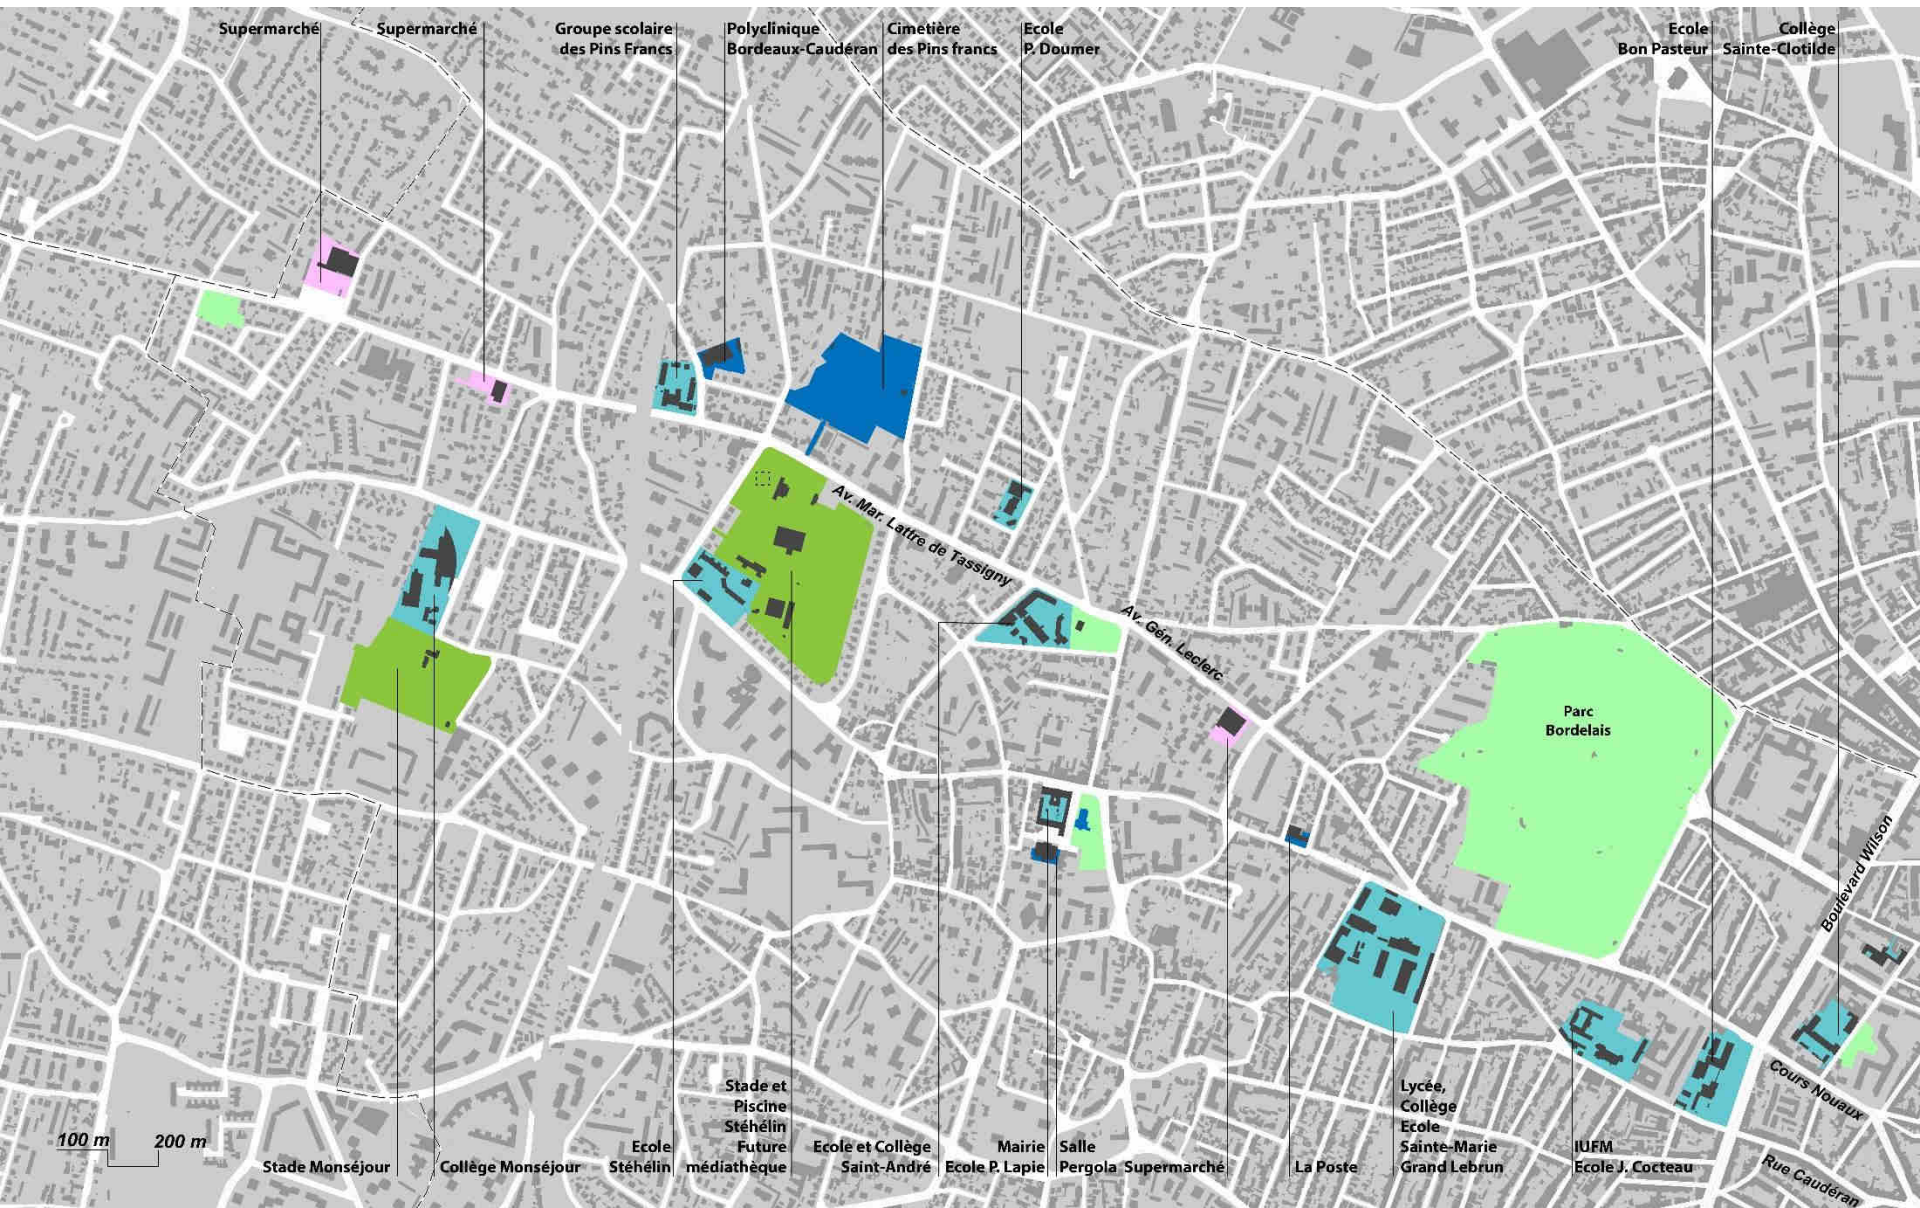 Supermarché
Supermarché
Groupe scolaire
des Pins Francs
Polyclinique
Bordeaux-Caudéran
Cimetière
des Pins francs
Ecole
P. Doumer
Ecole
Bon Pasteur
Collège
Sainte-Clotilde
Av. Mar. Lattre de Tassigny
Av. Gén. Leclerc
Parc
Bordelais
Boulevard Wilson
Cours Nouaux
Rue Caudéran
100 m
200 m
Stade Monséjour
Collège Monséjour
Ecole
Stéhélin
Stade et
Piscine
Stéhélin
Future
médiathèque
Ecole et Collège
Saint-André
Mairie
Ecole P. Lapie
Salle
Pergola
Supermarché
La Poste
Lycée,
Collège
Ecole
Sainte-Marie
Grand Lebrun
IUFM
Ecole J. Cocteau